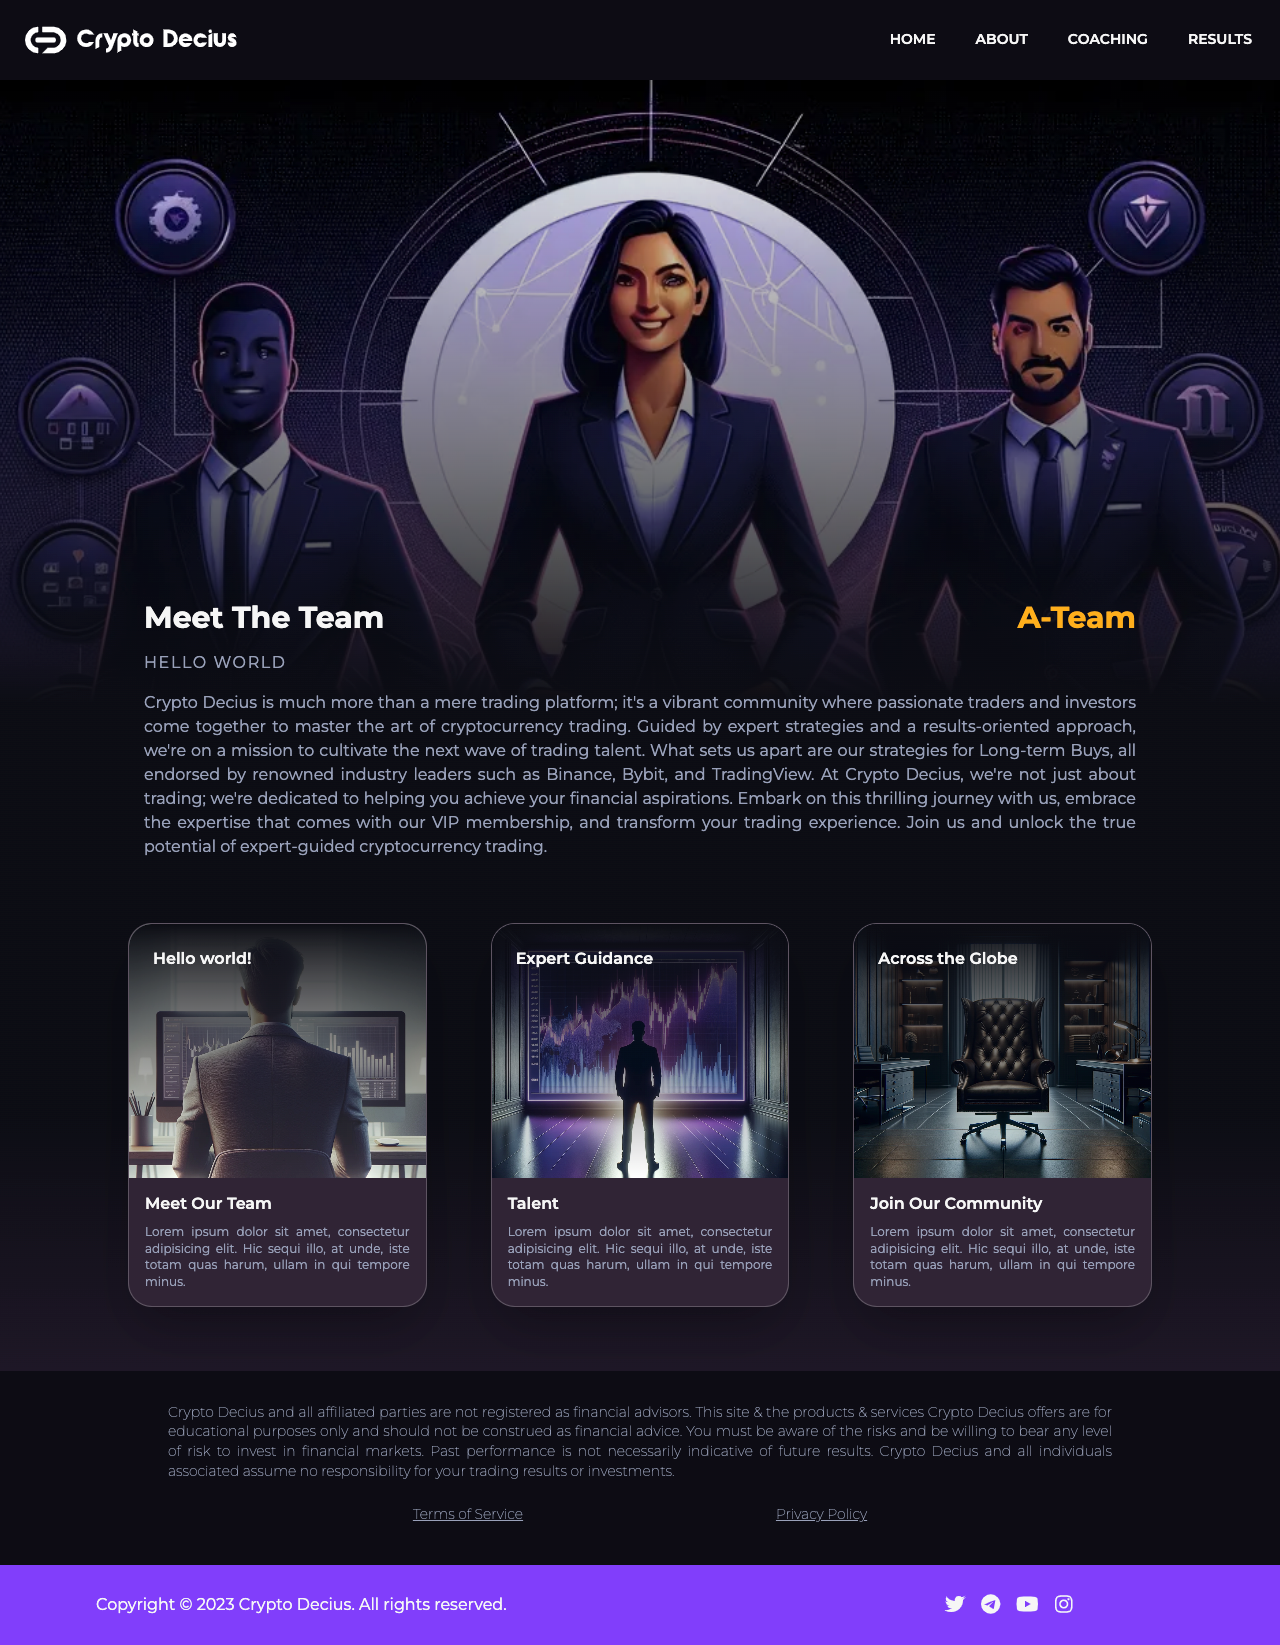 Crypto Decius
HOME ABOUT COACHING RESULTS
Meet The Team
A-Team
HELLO WORLD
Crypto Decius is much more than a mere trading platform; it's a vibrant community where passionate traders and investors
come together to master the art of cryptocurrency trading. Guided by expert strategies and a results-oriented approach,
we're on a mission to cultivate the next wave of trading talent. What sets us apart are our strategies for Long-term Buys, all
endorsed by renowned industry leaders such as Binance, Bybit, and TradingView. At Crypto Decius, we're not just about
trading; we're dedicated to helping you achieve your financial aspirations. Embark on this thrilling journey with us, embrace
the expertise that comes with our VIP membership, and transform your trading experience. Join us and unlock the true
potential of expert-guided cryptocurrency trading.
Hello world!
Meet Our Team
Lorem ipsum dolor sit amet, consectetur
adipisicing elit. Hic sequi illo, at unde, iste
totam quas harum, ullam in qui tempore
minus.
Expert Guidance
Talent
Lorem ipsum dolor sit amet, consectetur
adipisicing elit. Hic sequi illo, at unde, iste
totam quas harum, ullam in qui tempore
minus.
Across the Globe
Join Our Community
Lorem ipsum dolor sit amet, consectetur
adipisicing elit. Hic sequi illo, at unde, iste
totam quas harum, ullam in qui tempore
minus.
Crypto Decius and all affiliated parties are not registered as financial advisors. This site & the products & services Crypto Decius offers are for
educational purposes only and should not be construed as financial advice. You must be aware of the risks and be willing to bear any level
of risk to invest in financial markets. Past performance is not necessarily indicative of future results. Crypto Decius and all individuals
associated assume no responsibility for your trading results or investments.
Terms of Service
Privacy Policy
Copyright © 2023 Crypto Decius. All rights reserved.